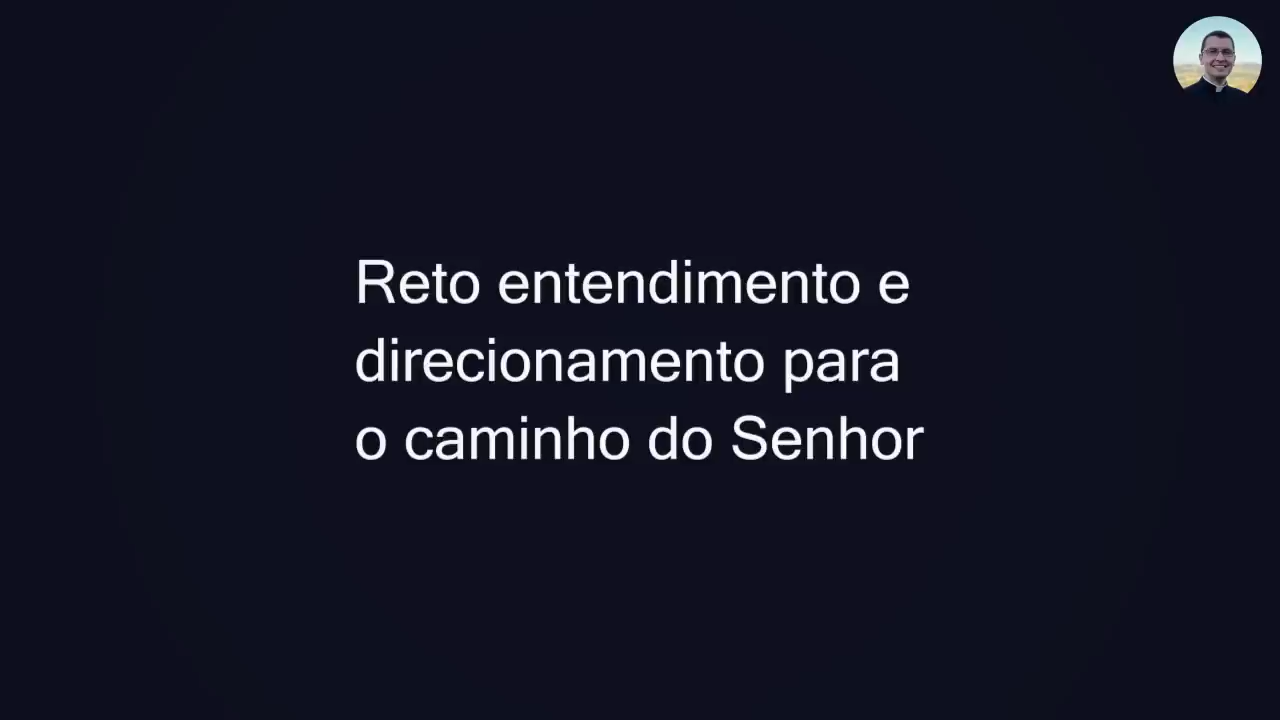 Reto entendimento e
direcionamento para
o caminho do Senhor